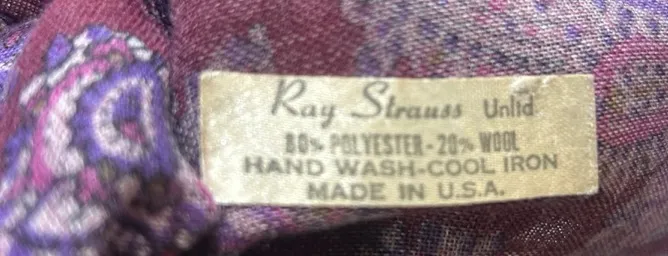 Ray Strauss Unltd
80% POLYESTER-20% WOOL
HAND WASH-COOL IRON
MADE IN U.S.A.